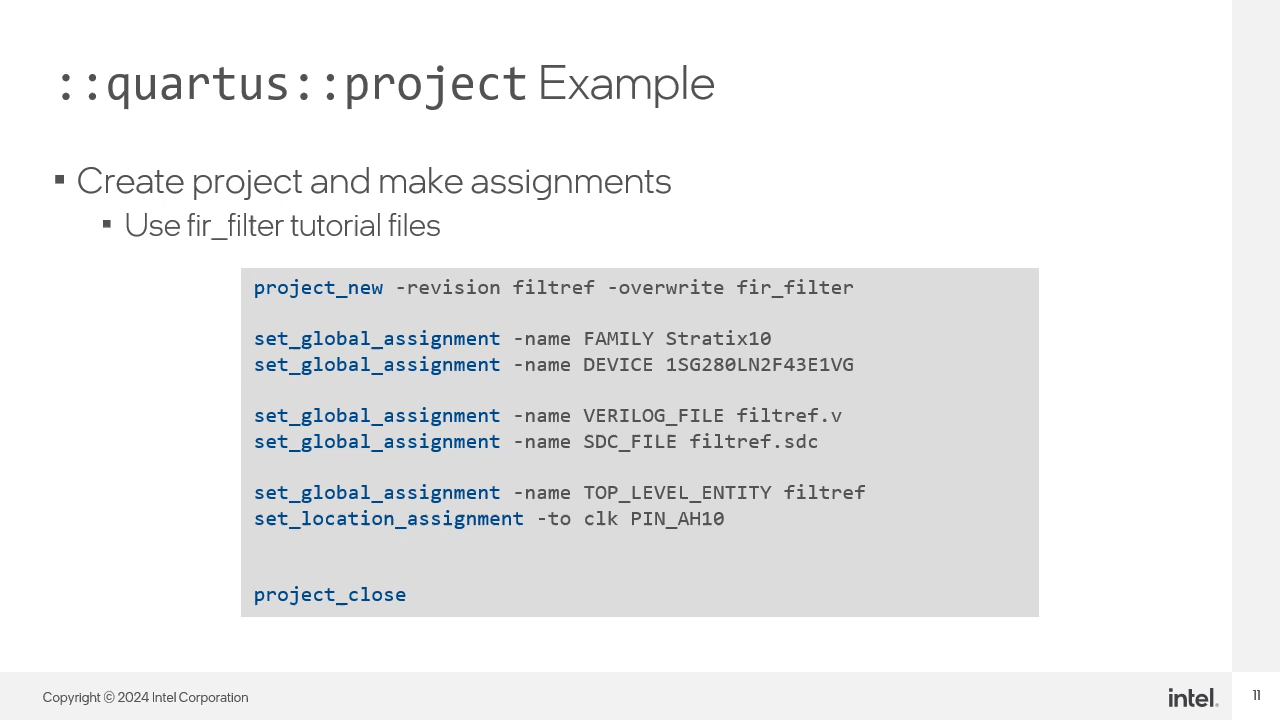 ::quartus::project Example
▪ Create project and make assignments
▪ Use fir_filter tutorial files
project_new -revision filtref -overwrite fir_filter
set_global_assignment -name FAMILY Stratix10
set_global_assignment -name DEVICE 1SG280LN2F43E1VG
set_global_assignment -name VERILOG_FILE filtref.v
set_global_assignment -name SDC_FILE filtref.sdc
set_global_assignment -name TOP_LEVEL_ENTITY filtref
set_location_assignment -to clk PIN_AH10
project_close
Copyright © 2024 Intel Corporation
intel.
11